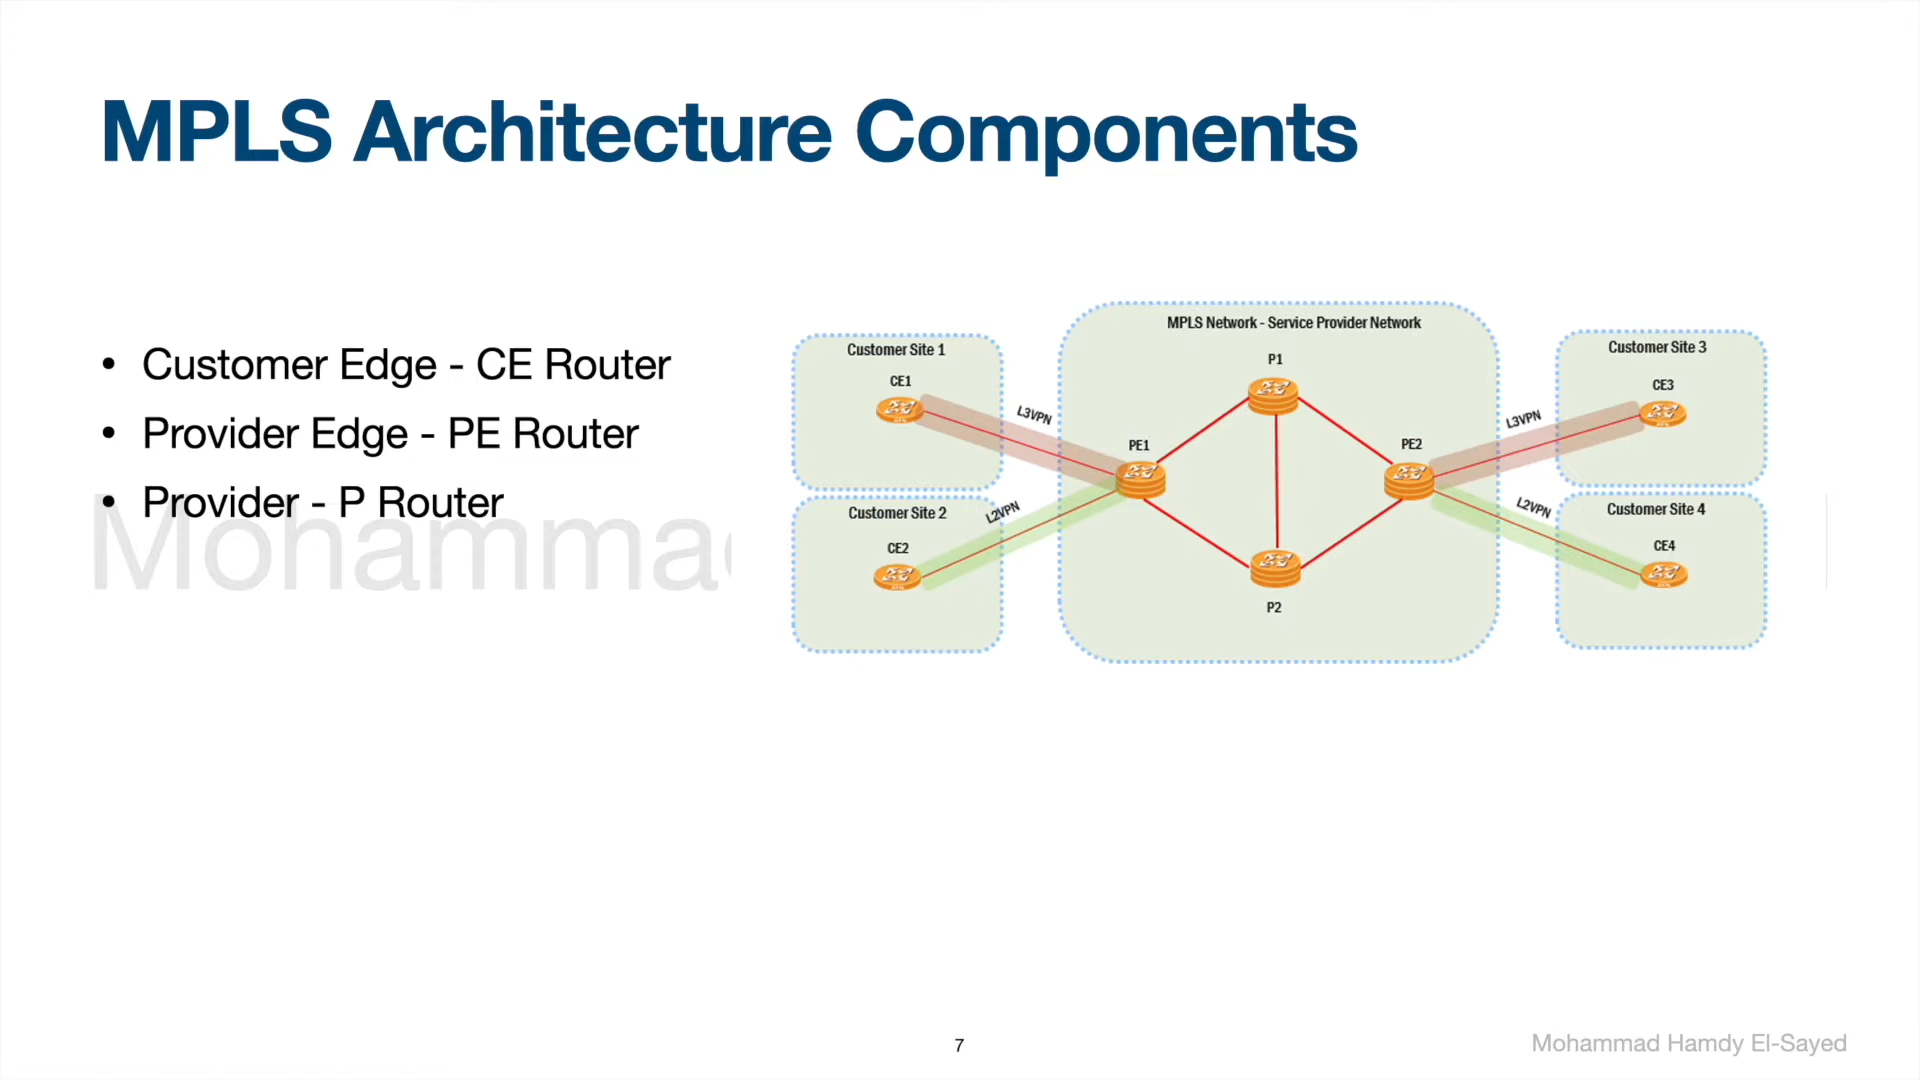 MPLS Architecture Components
• Customer Edge - CE Router
• Provider Edge - PE Router
• Provider - P Router
Mohammad
MPLS Network - Service Provider Network
Customer Site 1
CE1
Customer Site 2
CE2
L3VPN
L2VPN
P1
PE1
PE2
P2
L3VPN
L2VPN
Customer Site 3
CE3
Customer Site 4
CE4
7
Mohammad Hamdy El-Sayed